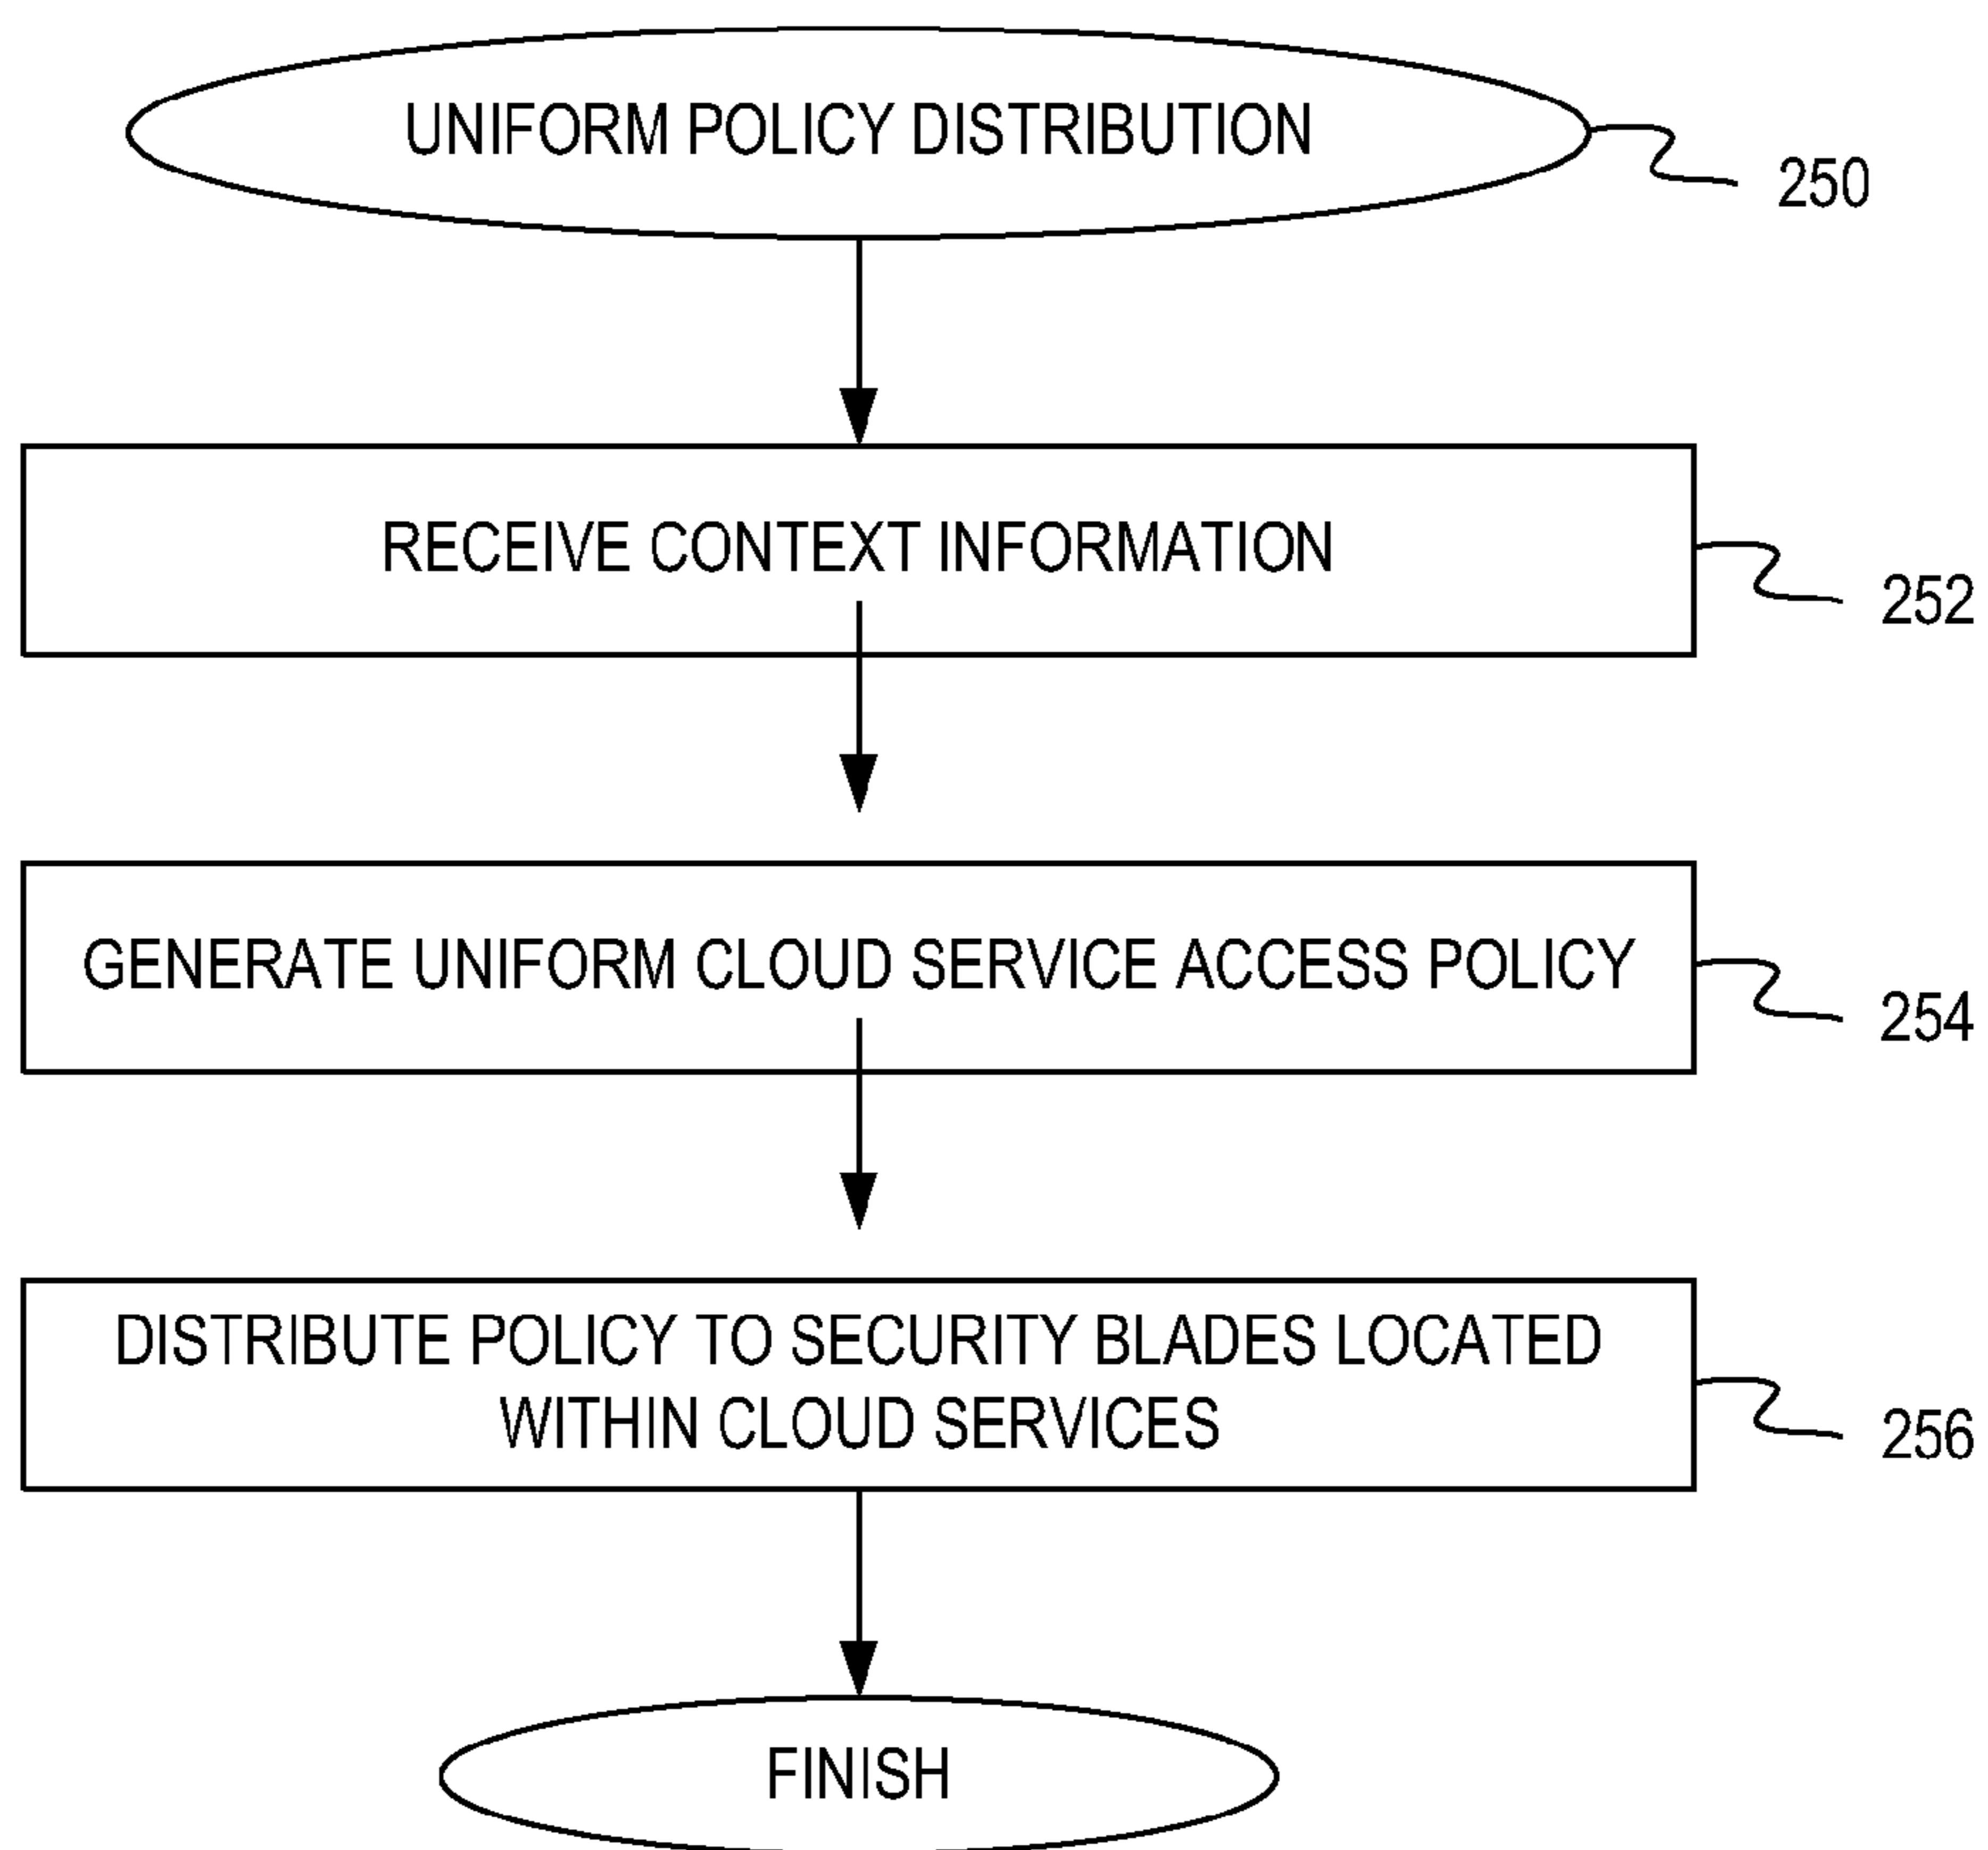 UNIFORM POLICY DISTRIBUTION
250
RECEIVE CONTEXT INFORMATION
252
GENERATE UNIFORM CLOUD SERVICE ACCESS POLICY
254
DISTRIBUTE POLICY TO SECURITY BLADES LOCATED
WITHIN CLOUD SERVICES
256
FINISH